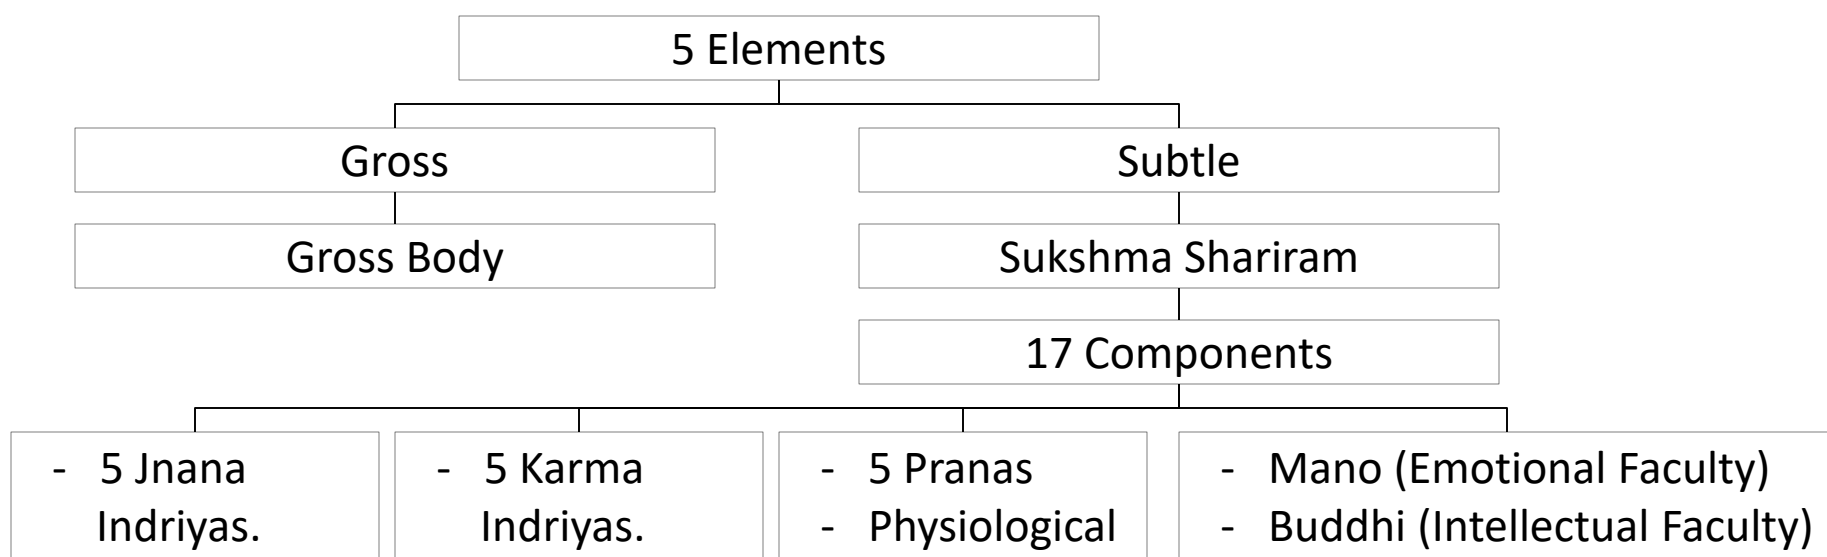 5 Elements
Gross
Subtle
Gross Body
Sukshma Shariram
17 Components
- 5 Jnana
Indriyas.
- 5 Karma
Indriyas.
- 5 Pranas
- Physiological
- Mano (Emotional Faculty)
- Buddhi (Intellectual Faculty)